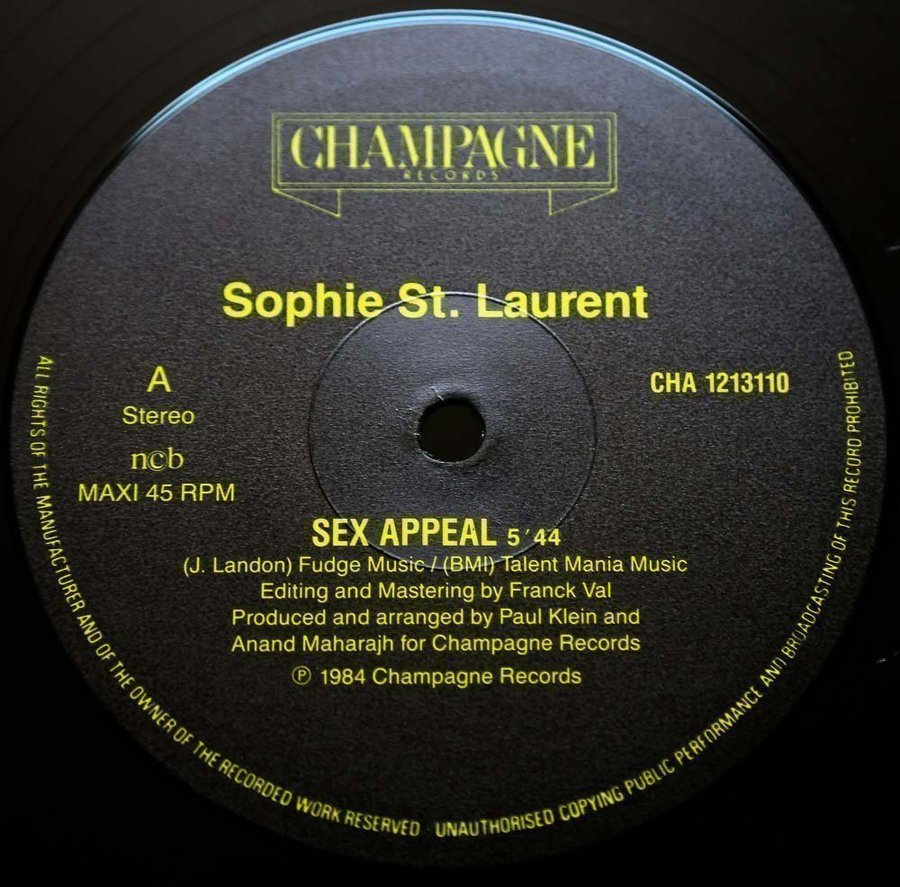 CHAMPAGNE
RECORDS
Sophie St. Laurent
A
Stereo
ncb
MAXI 45 RPM
CHA 1213110
SEX APPEAL 5'44
(J. Landon) Fudge Music / (BMI) Talent Mania Music
Editing and Mastering by Franck Val
Produced and arranged by Paul Klein and
Anand Maharajh for Champagne Records
℗ 1984 Champagne Records
ALL RIGHTS OF THE MANUFACTURER AND OF THE OWNER OF THE RECORDED WORK RESERVED · UNAUTHORISED COPYING PUBLIC PERFORMANCE AND BROADCASTING OF THIS RECORD PROHIBITED